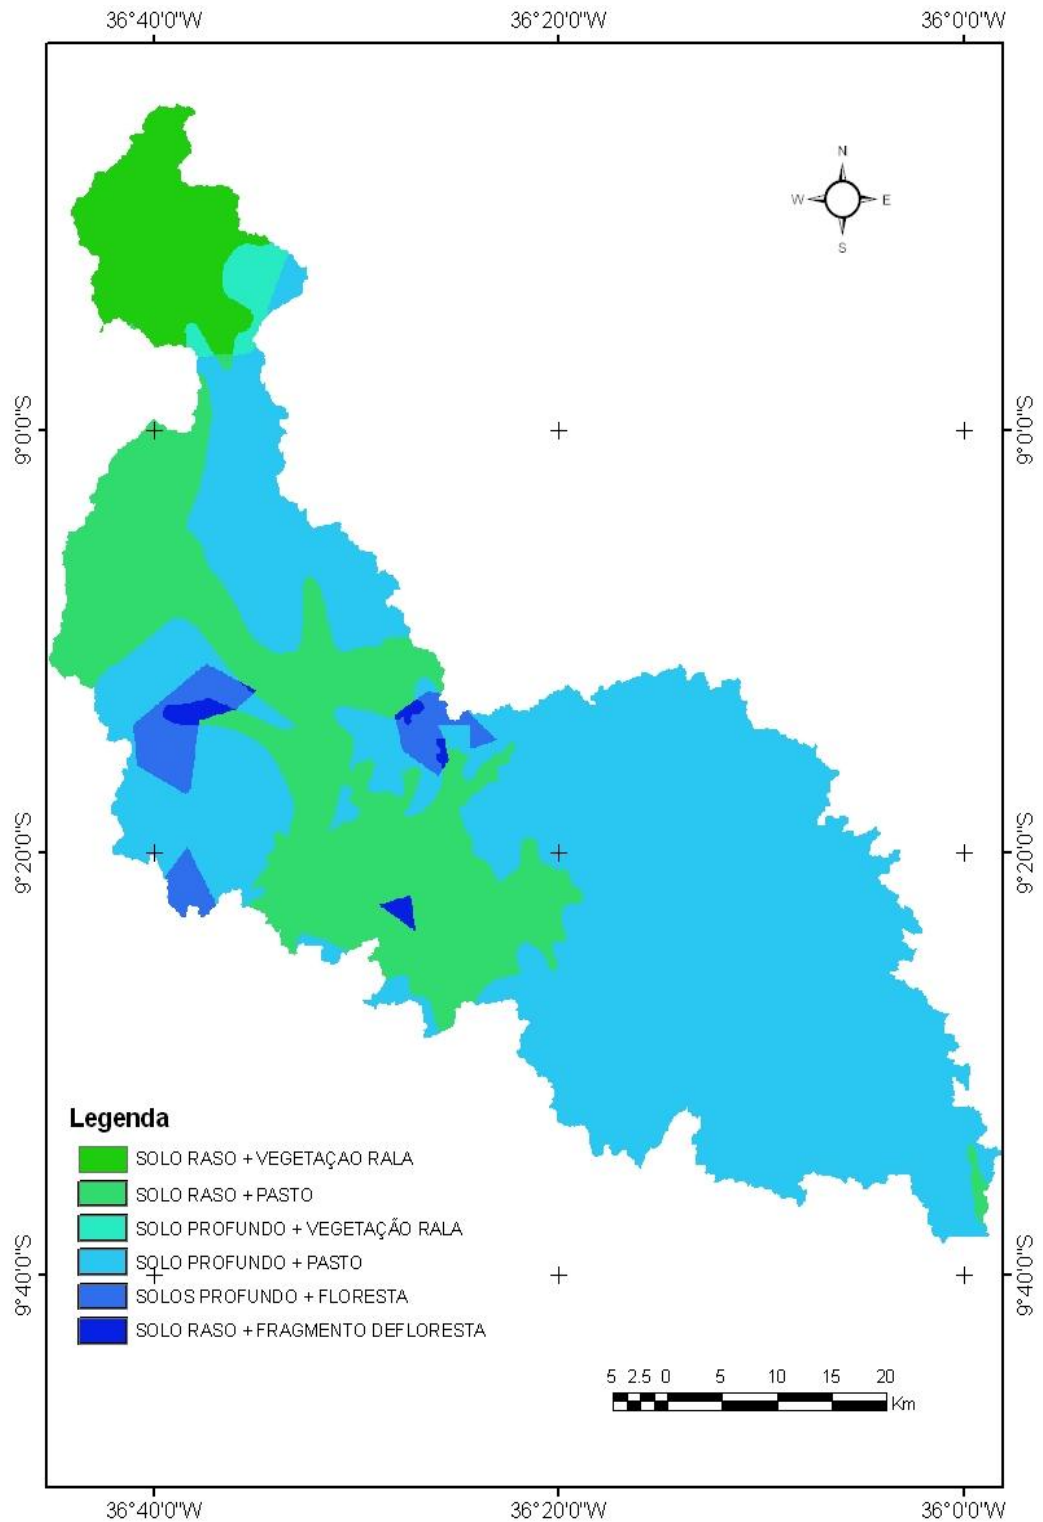 36°40'0"W 36°20'0"W 36°0'0"W
N
W E
S
9°0'0"S 9°0'0"S
9°20'0"S 9°20'0"S
Legenda
SOLO RASO + VEGETAÇAO RALA
SOLO RASO + PASTO
SOLO PROFUNDO + VEGETAÇÃO RALA
SOLO PROFUNDO + PASTO
9°40'0"S 9°40'0"S
SOLOS PROFUNDO + FLORESTA
SOLO RASO + FRAGMENTO DEFLORESTA
5 2.5 0 5 10 15 20
Km
36°40'0"W 36°20'0"W 36°0'0"W